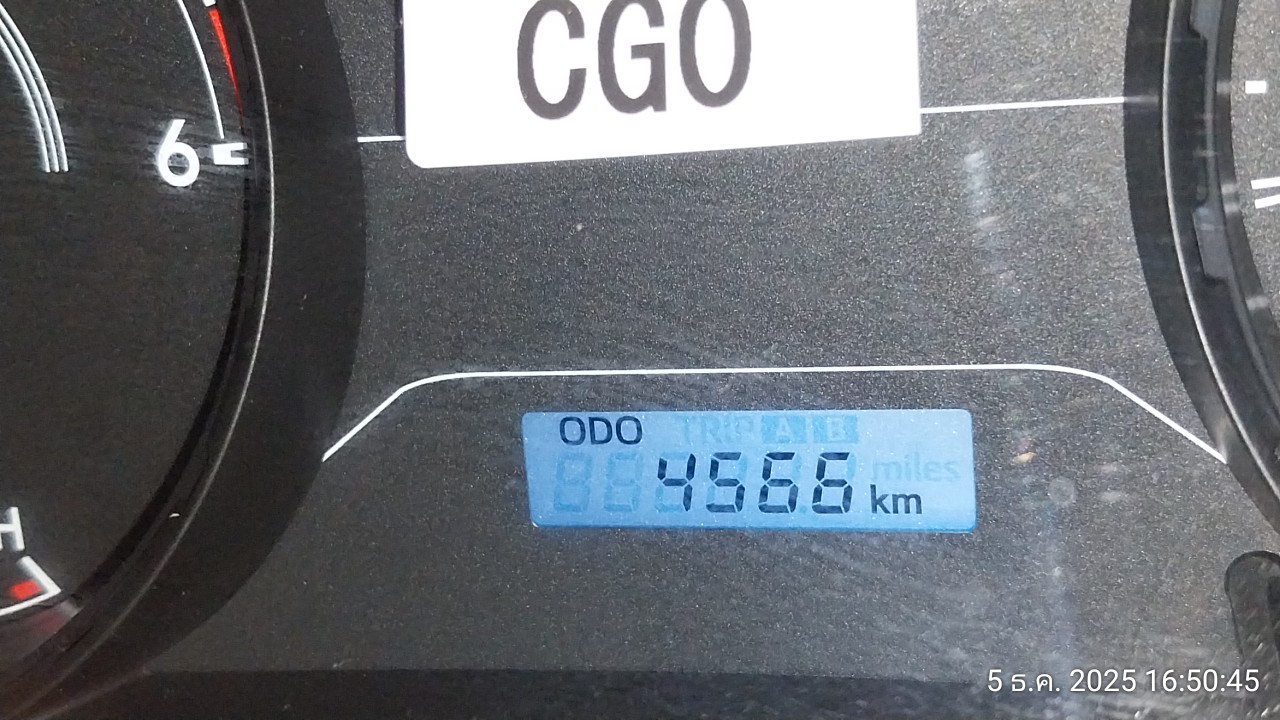 CGO
6
ODO TRIP A B
4566 miles
km
H
5 ธ.ค. 2025 16:50:45